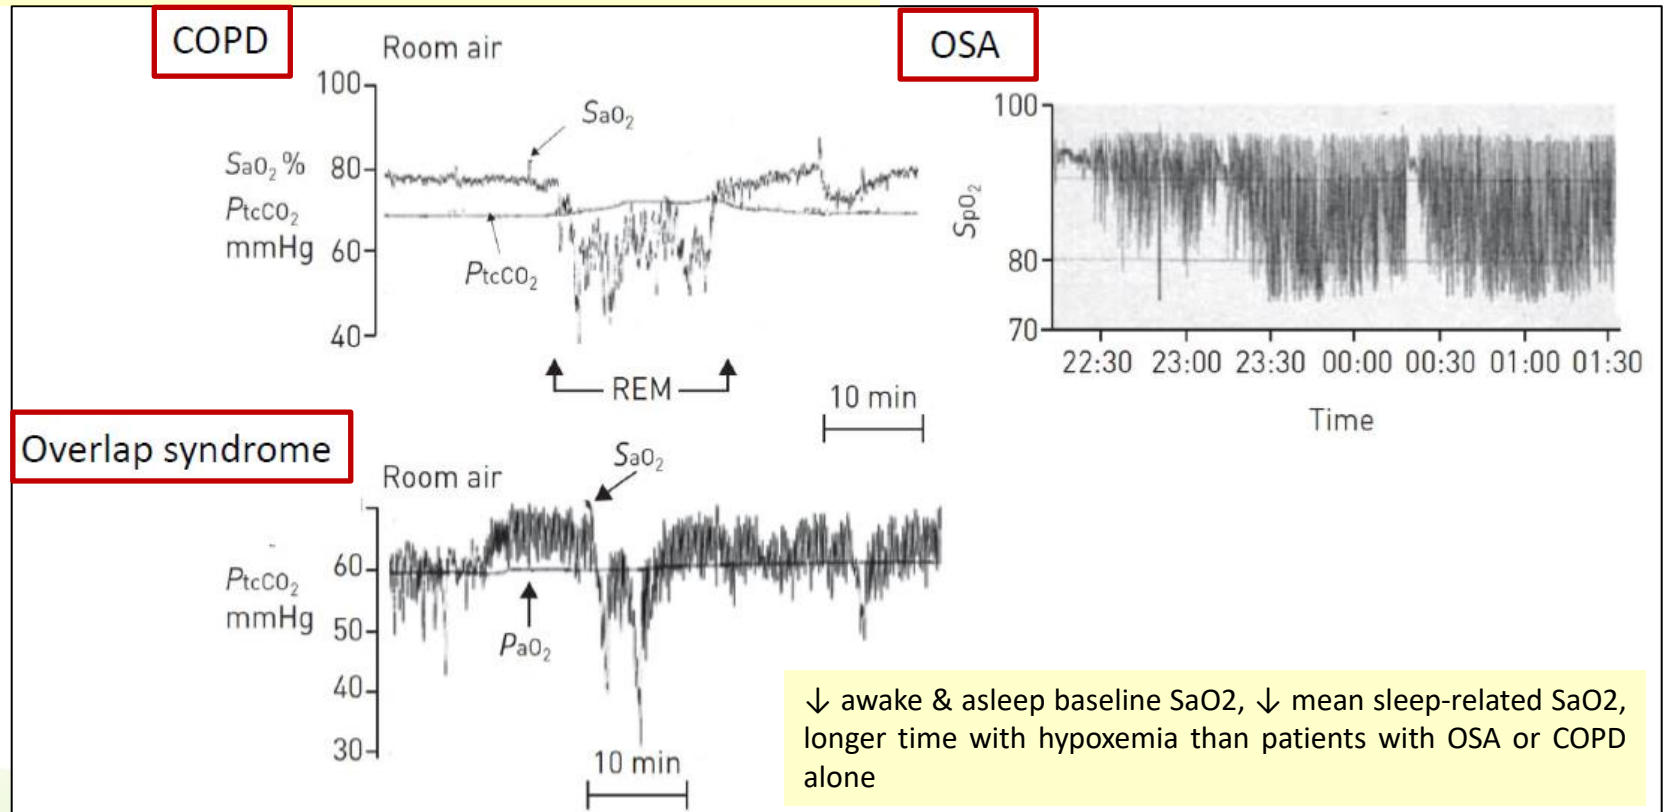 COPD
Room air
100
SaO₂
SaO₂ %
80
PtcCO₂
mmHg
60
PtcCO₂
40
REM
10 min
OSA
100
SpO₂
80
70
22:30 23:00 23:30 00:00 00:30 01:00 01:30
Time
Overlap syndrome
Room air
SaO₂
60
PtcCO₂
mmHg
50
PaO₂
40
30
10 min
↓ awake & asleep baseline SaO2, ↓ mean sleep-related SaO2,
longer time with hypoxemia than patients with OSA or COPD
alone